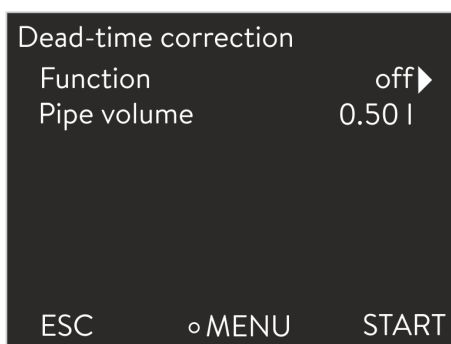 Dead-time correction
Function off
Pipe volume 0.50 l
ESC MENU START